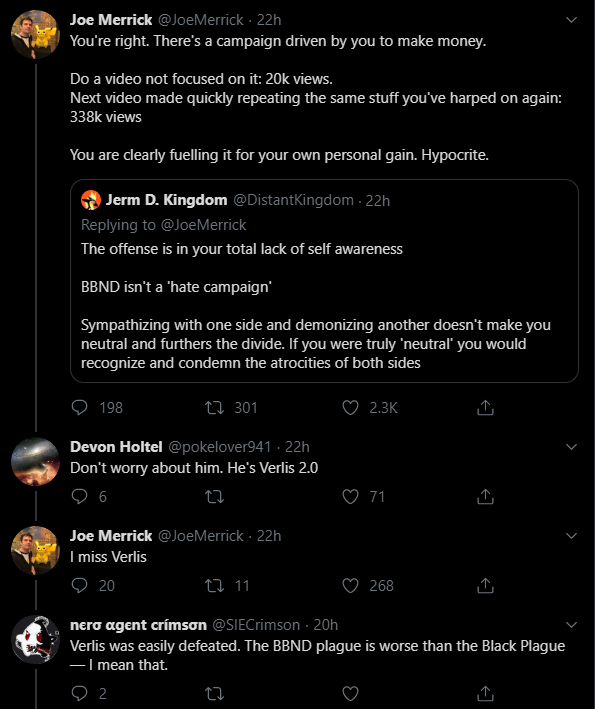 Joe Merrick @JoeMerrick · 22h
You're right. There's a campaign driven by you to make money.
Do a video not focused on it: 20k views.
Next video made quickly repeating the same stuff you've harped on again:
338k views
You are clearly fuelling it for your own personal gain. Hypocrite.
Jerm D. Kingdom @DistantKingdom · 22h
Replying to @JoeMerrick
The offense is in your total lack of self awareness
BBND isn't a 'hate campaign'
Sympathizing with one side and demonizing another doesn't make you
neutral and furthers the divide. If you were truly 'neutral' you would
recognize and condemn the atrocities of both sides
198 301 2.3K
Devon Holtel @pokelover941 · 22h
Don't worry about him. He's Verlis 2.0
6 71
Joe Merrick @JoeMerrick · 22h
I miss Verlis
20 11 268
nєrσ αgєnt crímsσn @SIECrimson · 20h
Verlis was easily defeated. The BBND plague is worse than the Black Plague
— I mean that.
2